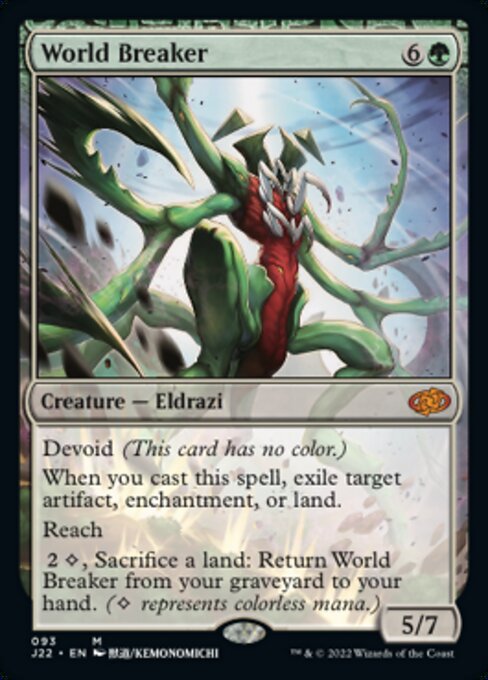 World Breaker 6
Creature — Eldrazi
Devoid (This card has no color.)
When you cast this spell, exile target
artifact, enchantment, or land.
Reach
2 ◇, Sacrifice a land: Return World
Breaker from your graveyard to your
hand. (◇ represents colorless mana.)
5/7
093 M
J22 • EN 獣道/KEMONOMICHI
™ & © 2022 Wizards of the Coast